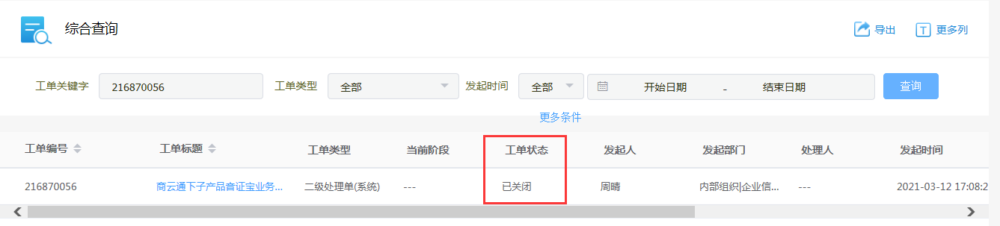 综合查询
导出
更多列
工单关键字 216870056 工单类型 全部 发起时间 全部 开始日期 - 结束日期 查询
更多条件
工单编号 工单标题 工单类型 当前阶段 工单状态 发起人 发起部门 处理人 发起时间
216870056 商云通下子产品音证宝业务... 二级处理单(系统) --- 已关闭 周晴 内部组织|企业信... --- 2021-03-12 17:08:2